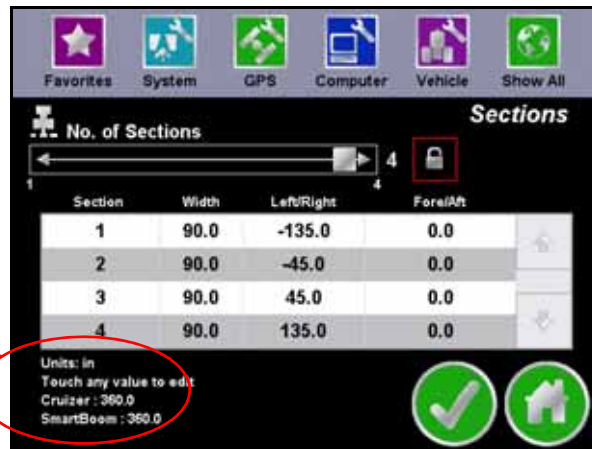 Favorites System GPS Computer Vehicle Show All
Sections
No. of Sections
4
1 4
Section Width Left/Right Fore/Aft
1 90.0 -135.0 0.0
2 90.0 -45.0 0.0
3 90.0 45.0 0.0
4 90.0 135.0 0.0
Units: in
Touch any value to edit
Cruizer : 360.0
SmartBoom : 360.0